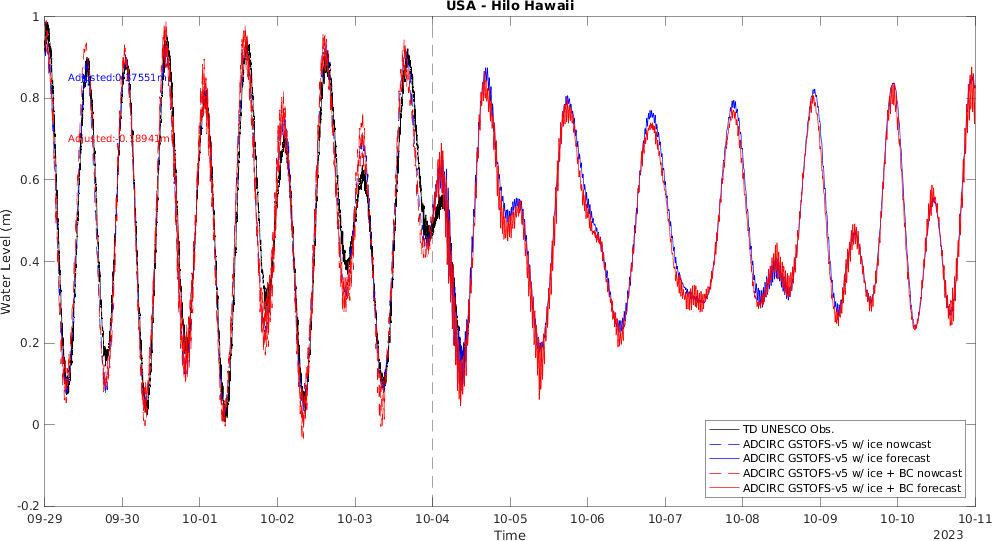 USA - Hilo Hawaii
1
0.8
0.6
0.4
0.2
0
-0.2
Water Level (m)
Adjusted:-0.18941m
TD UNESCO Obs.
ADCIRC GSTOFS-v5 w/ ice nowcast
ADCIRC GSTOFS-v5 w/ ice forecast
ADCIRC GSTOFS-v5 w/ ice + BC nowcast
ADCIRC GSTOFS-v5 w/ ice + BC forecast
09-29 09-30 10-01 10-02 10-03 10-04 10-05 10-06 10-07 10-08 10-09 10-10 10-11
Time
2023